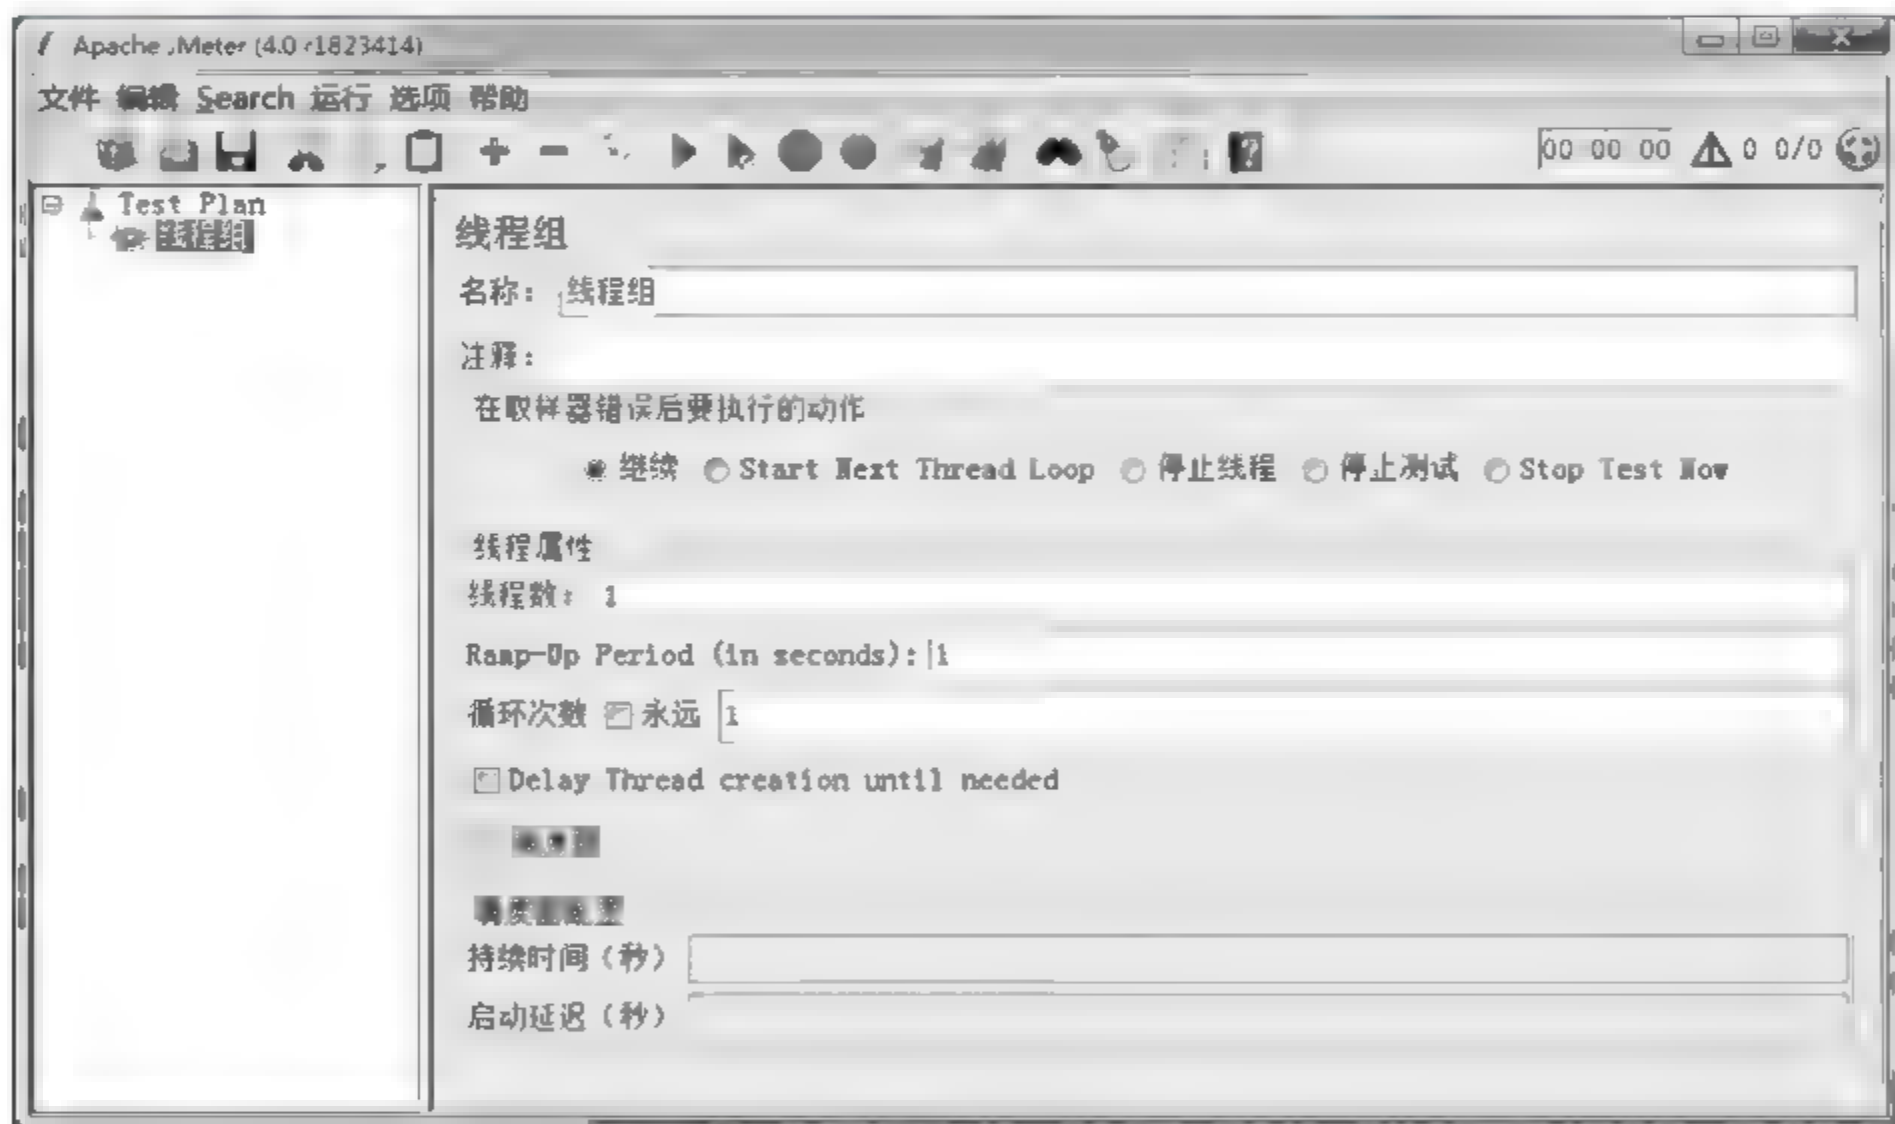 Apache JMeter (4.0 r1823414)
文件 编辑 Search 运行 选项 帮助
00 00 00 0 0/0
Test Plan
线程组
线程组
名称: 线程组
注释:
在取样器错误后要执行的动作
继续 Start Next Thread Loop 停止线程 停止测试 Stop Test Now
线程属性
线程数: 1
Ramp-Up Period (in seconds): 1
循环次数 永远 1
Delay Thread creation until needed
持续时间（秒）
启动延迟（秒）